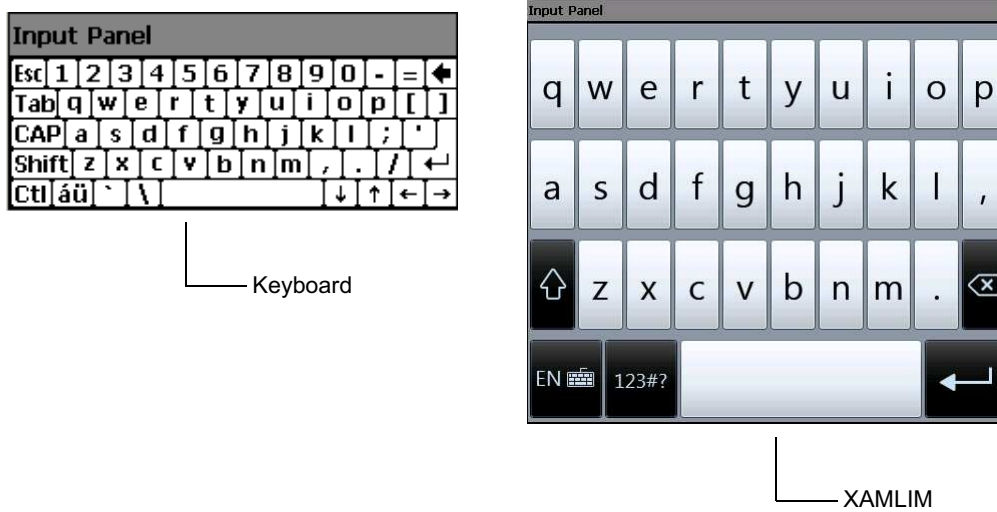 Input Panel
Esc 1 2 3 4 5 6 7 8 9 0 - = 🡄
Tab q w e r t y u i o p [ ]
CAP a s d f g h j k l ; '
Shift z x c v b n m , . / ↵
Ctl áü ` \ ↓ ↑ ← →
Keyboard
Input Panel
q w e r t y u i o p
a s d f g h j k l ,
z x c v b n m .
EN 123#?
XAMLIM